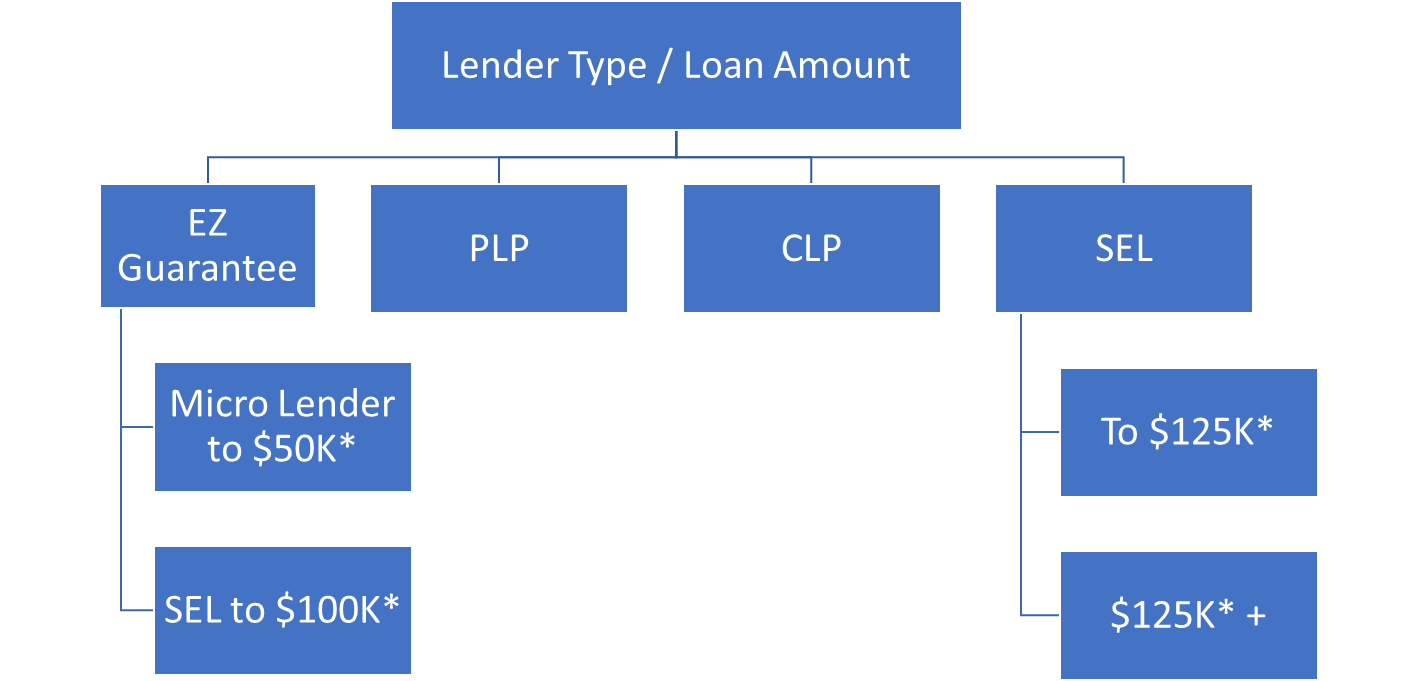 Lender Type / Loan Amount
EZ
Guarantee
PLP
CLP
SEL
Micro Lender
to $50K*
SEL to $100K*
To $125K*
$125K* +